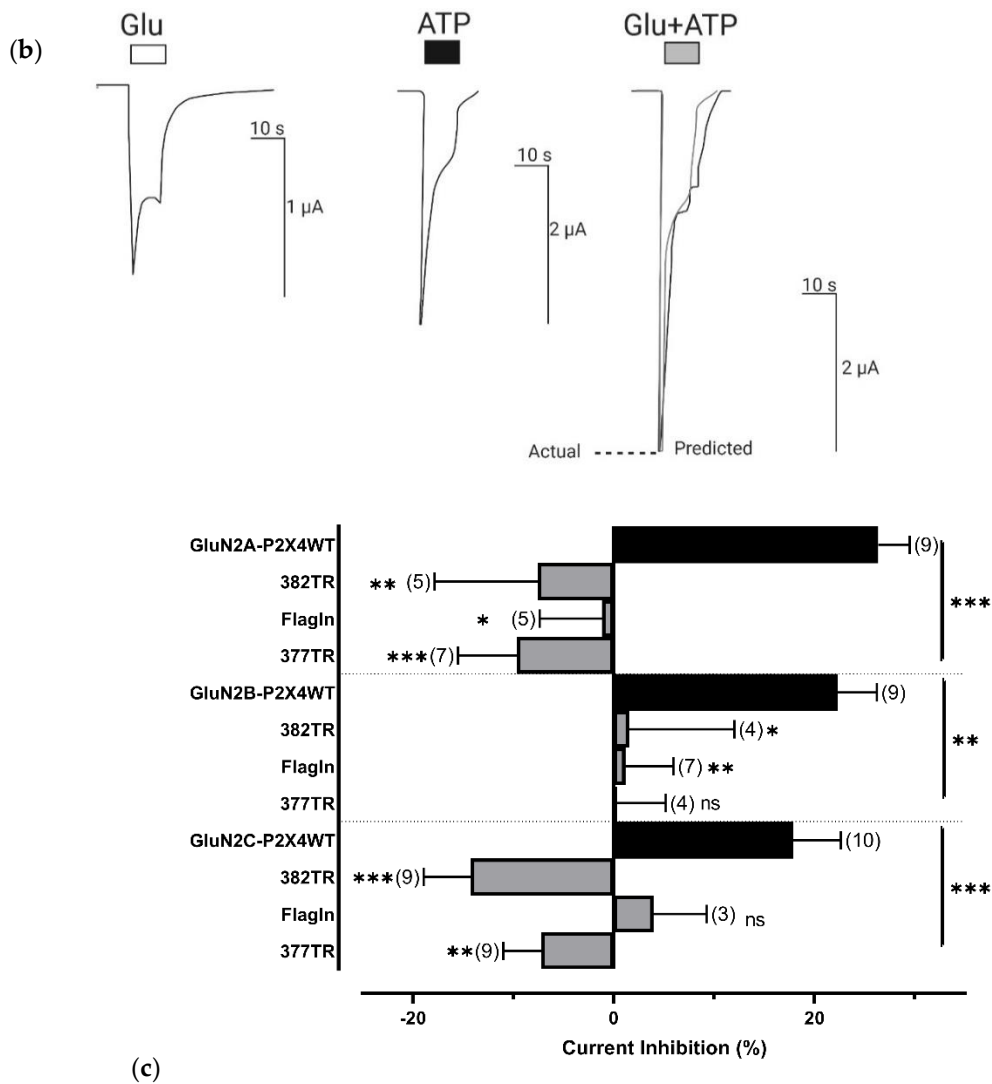 (b)
Glu
ATP
Glu+ATP
10 s
1 µA
10 s
2 µA
10 s
2 µA
Actual
Predicted
GluN2A-P2X4WT
(9)
382TR
** (5)
FlagIn
* (5)
377TR
***(7)
***
GluN2B-P2X4WT
(9)
382TR
(4)*
FlagIn
(7) **
377TR
(4) ns
**
GluN2C-P2X4WT
(10)
382TR
***(9)
FlagIn
(3) ns
377TR
**(9)
***
-20 0 20
Current Inhibition (%)
(c)